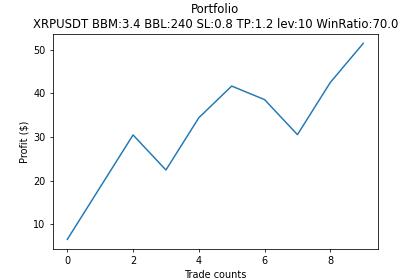 Portfolio
XRPUSDT BBM:3.4 BBL:240 SL:0.8 TP:1.2 lev:10 WinRatio:70.0
50
40
30
20
10
Profit ($)
0 2 4 6 8
Trade counts